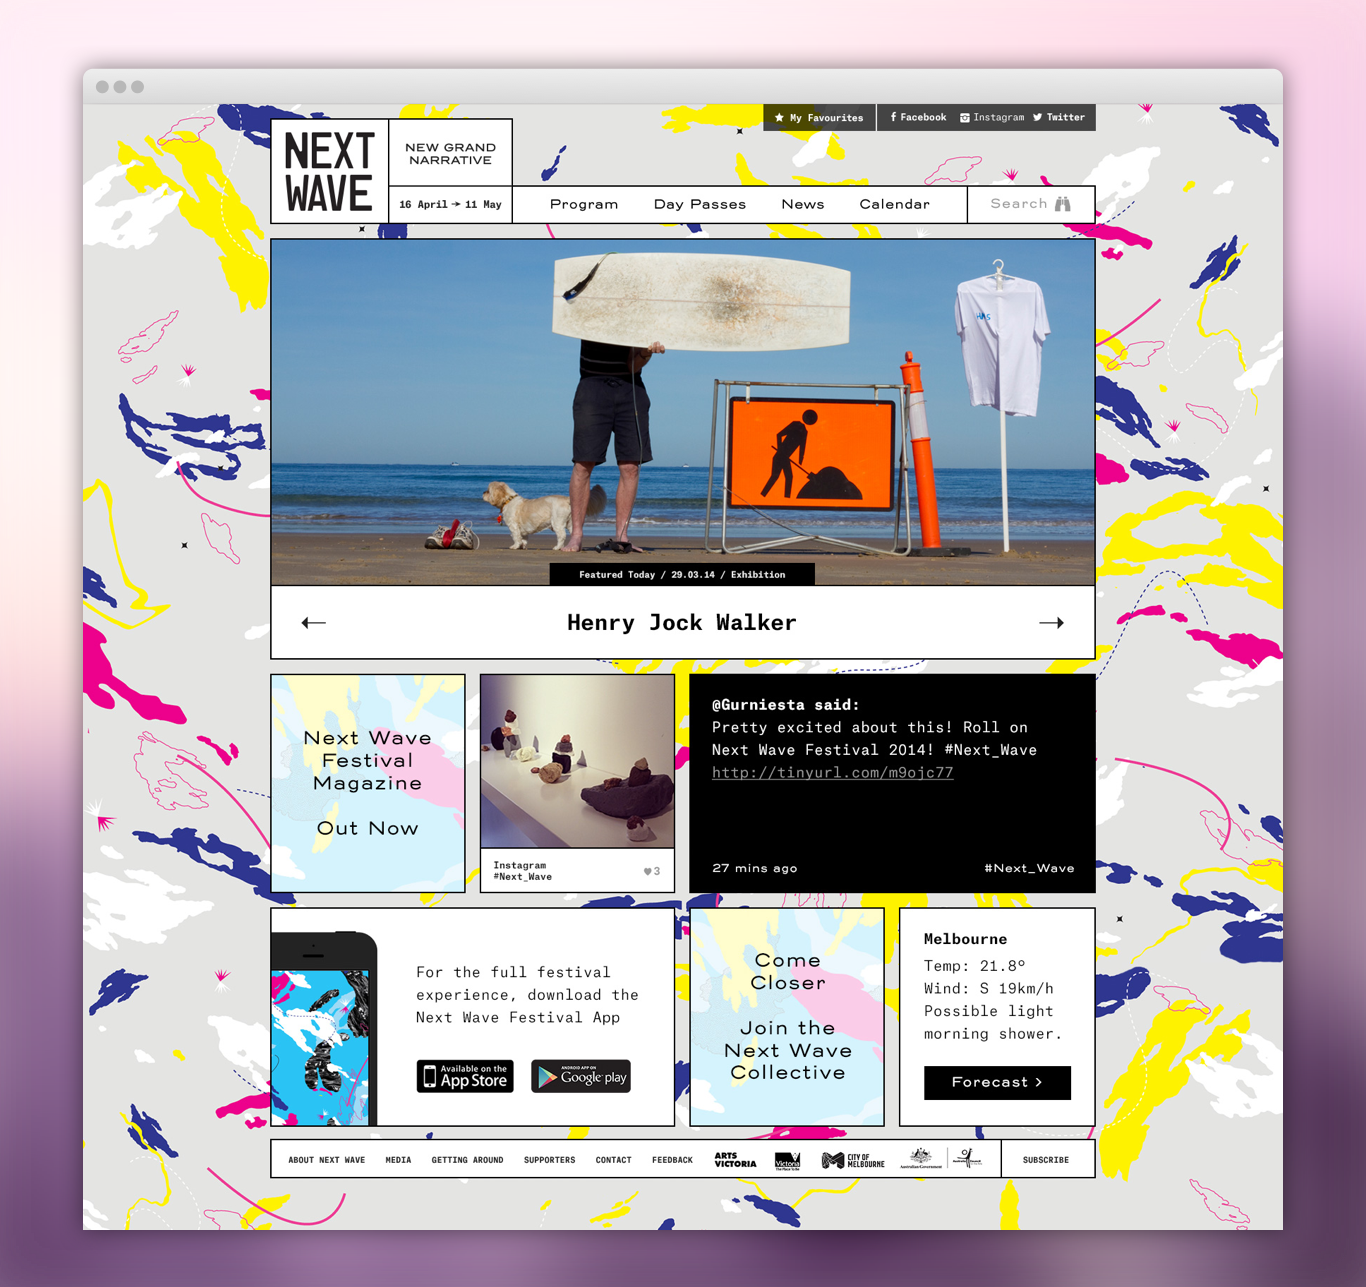 My Favourites
Facebook
Instagram
Twitter
NEXT
WAVE
NEW GRAND
NARRATIVE
16 April → 11 May
Program
Day Passes
News
Calendar
Search
Featured Today / 29.03.14 / Exhibition
Henry Jock Walker
Next Wave
Festival
Magazine
Out Now
Instagram
#Next_Wave
3
@Gurniesta said:
Pretty excited about this! Roll on
Next Wave Festival 2014! #Next_Wave
http://tinyurl.com/m9ojc77
27 mins ago
#Next_Wave
For the full festival
experience, download the
Next Wave Festival App
Available on the
App Store
ANDROID APP ON
Google play
Come
Closer
Join the
Next Wave
Collective
Melbourne
Temp: 21.8°
Wind: S 19km/h
Possible light
morning shower.
Forecast >
ABOUT NEXT WAVE
MEDIA
GETTING AROUND
SUPPORTERS
CONTACT
FEEDBACK
ARTS
VICTORIA
Victoria
The Place To Be
CITY OF
MELBOURNE
Australian Government
SUBSCRIBE